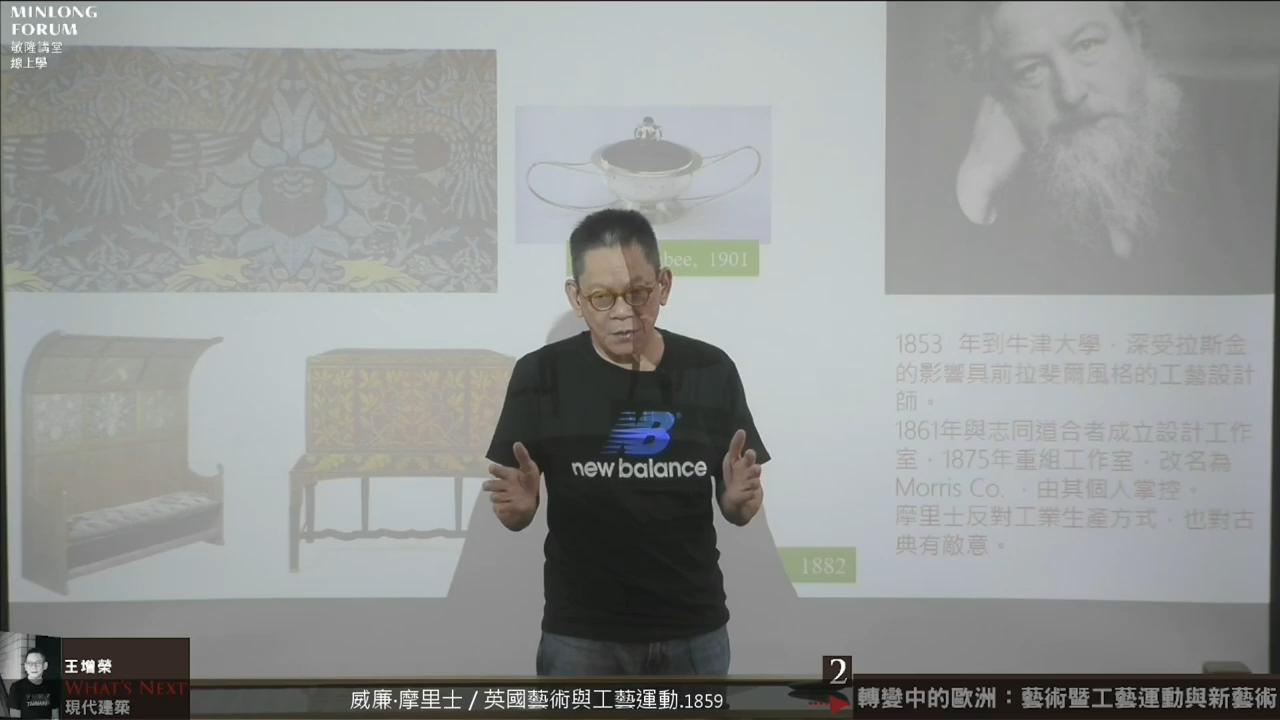 MINLONG
FORUM
敏隆講堂
線上學
bee, 1901
1853 年到牛津大學，深受拉斯金
的影響具前拉斐爾風格的工藝設計
師。
1861年與志同道合者成立設計工作
室，1875年重組工作室，改名為
Morris Co. ，由其個人掌控。
摩里士反對工業生產方式，也對古
典有敵意。
NB
new balance
1882
王增榮
WHAT'S NEXT
現代建築
威廉·摩里士 / 英國藝術與工藝運動.1859
2
轉變中的歐洲：藝術暨工藝運動與新藝術